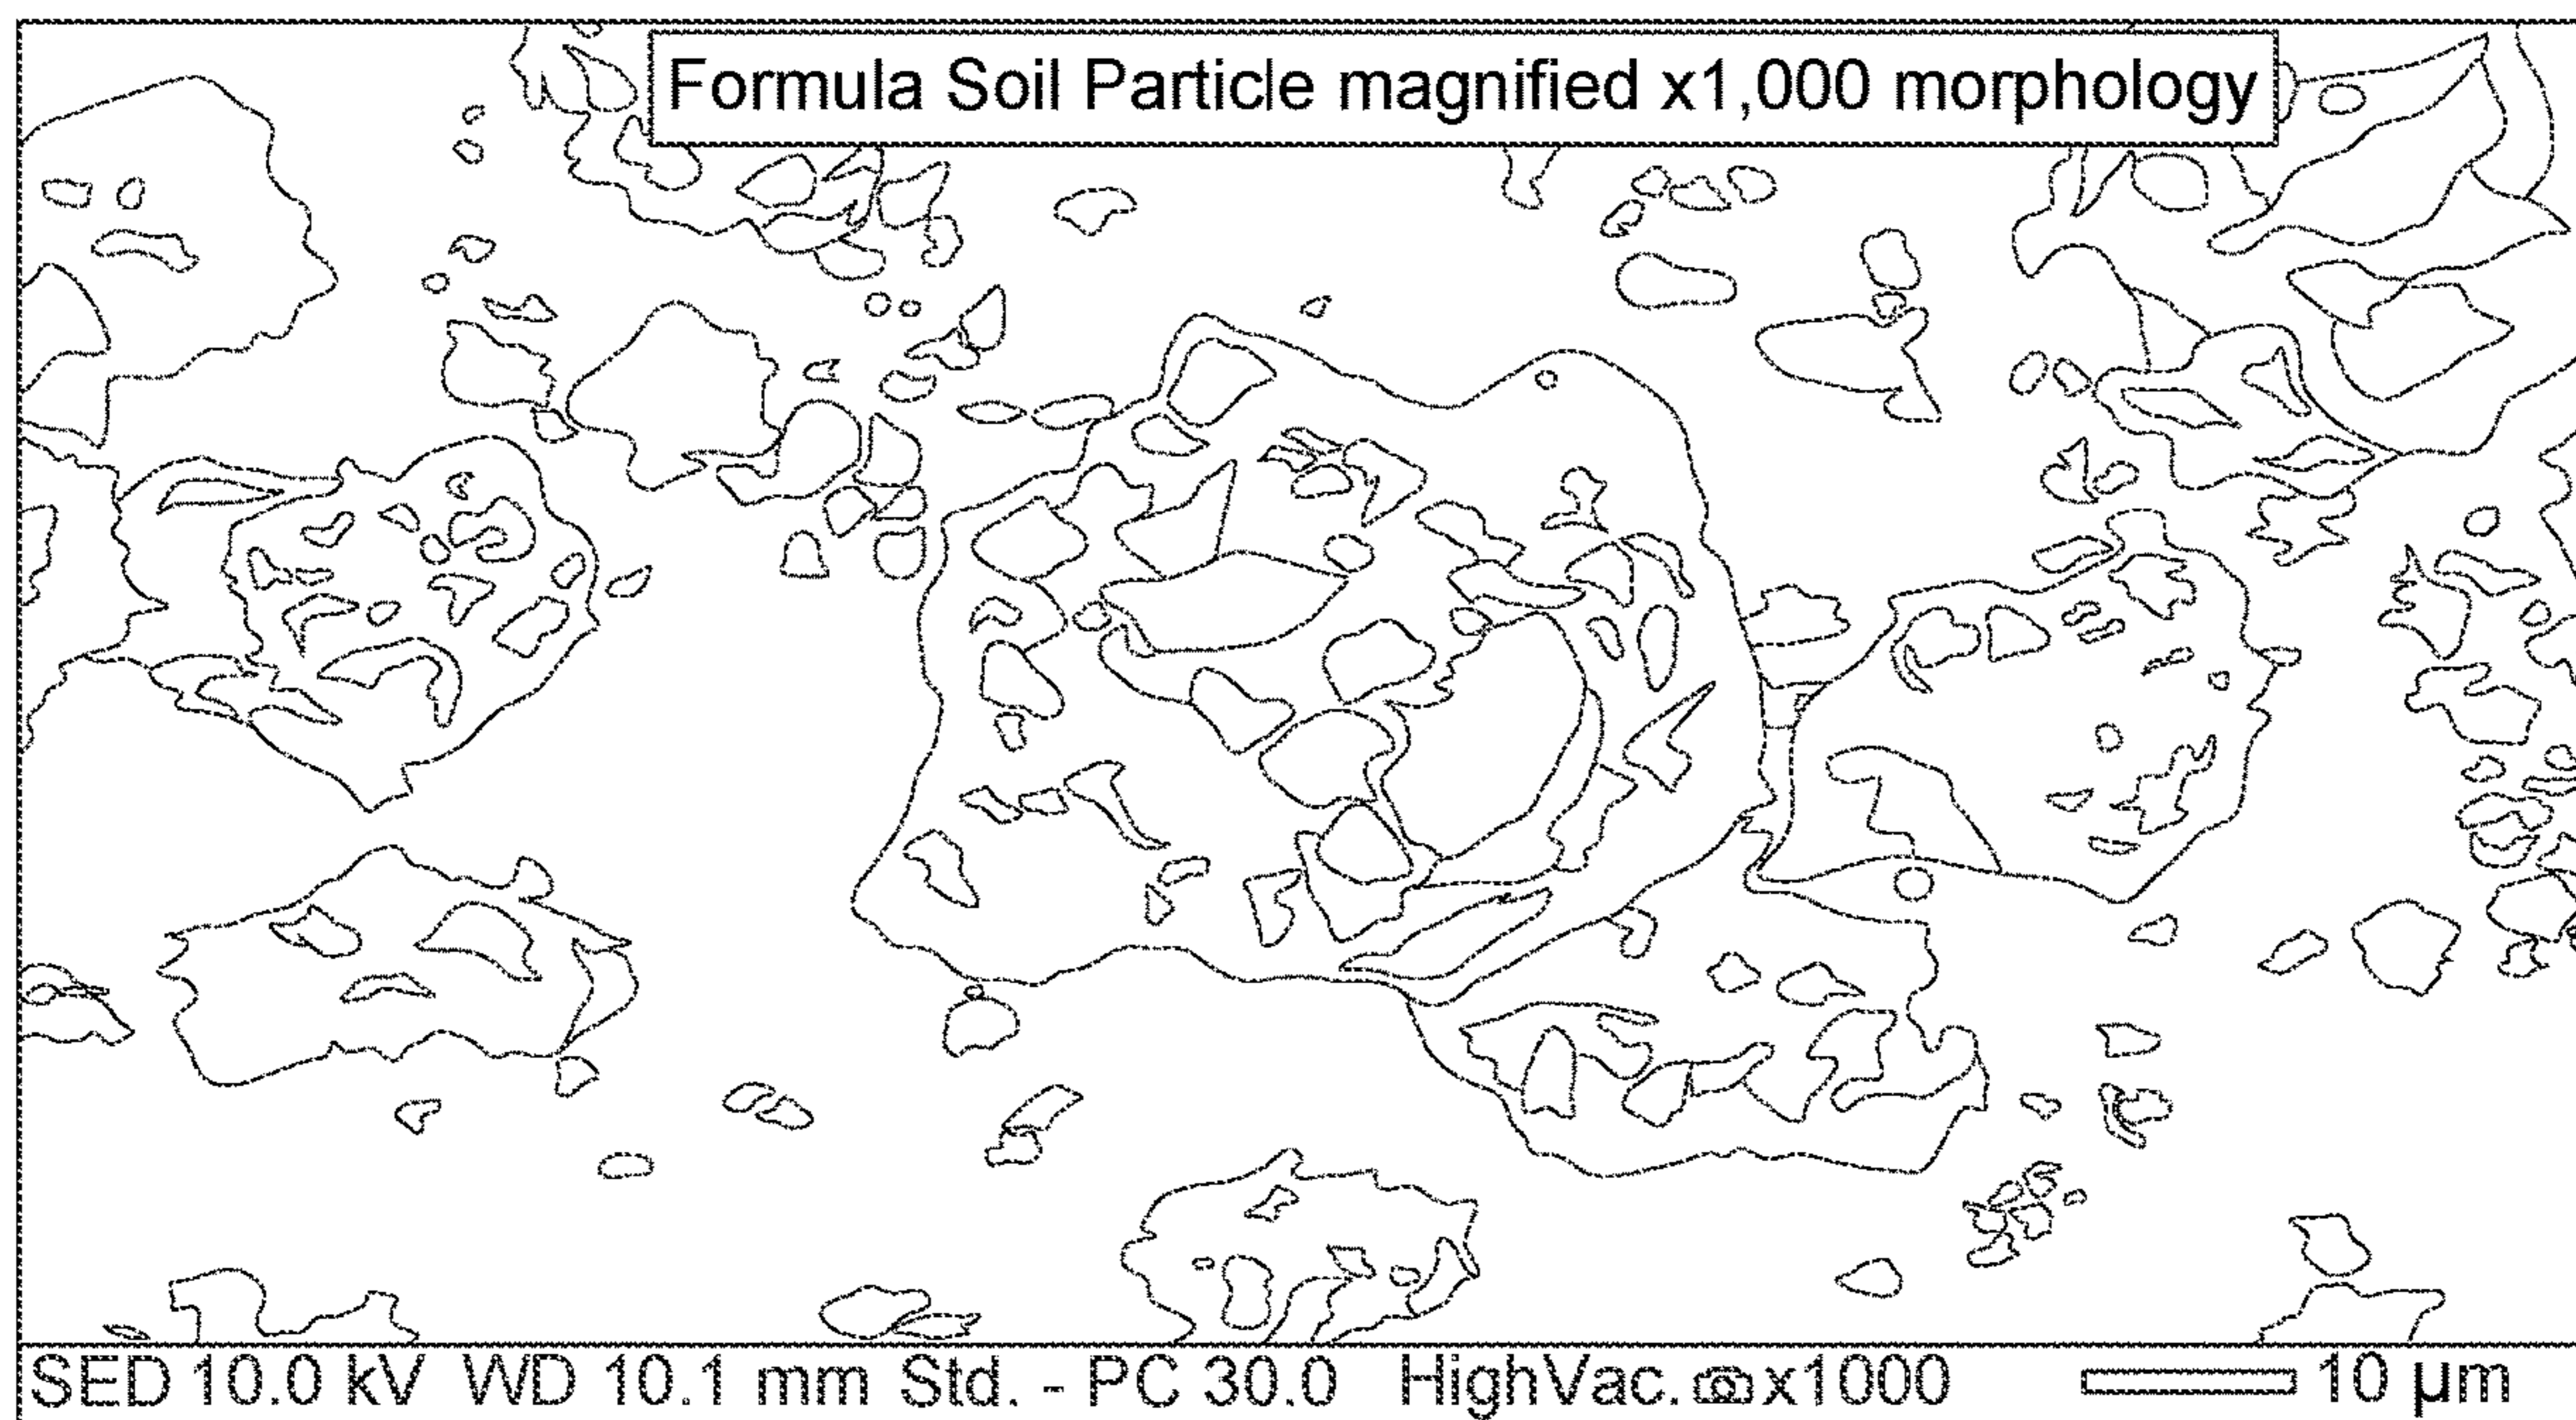 Formula Soil Particle magnified x1,000 morphology
SED 10.0 kV WD 10.1 mm Std. - PC 30.0 HighVac. x1000 10 µm